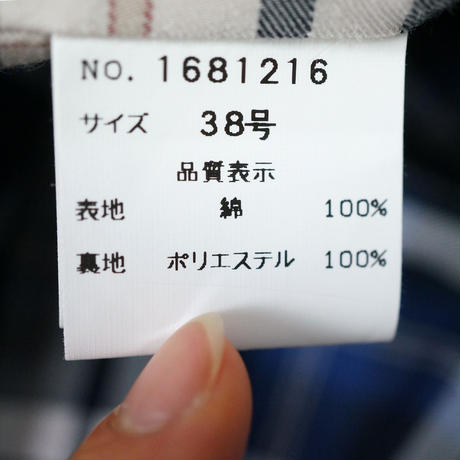 NO. 1681216
サイズ 38号
品質表示
表地 綿 100%
裏地 ポリエステル 100%